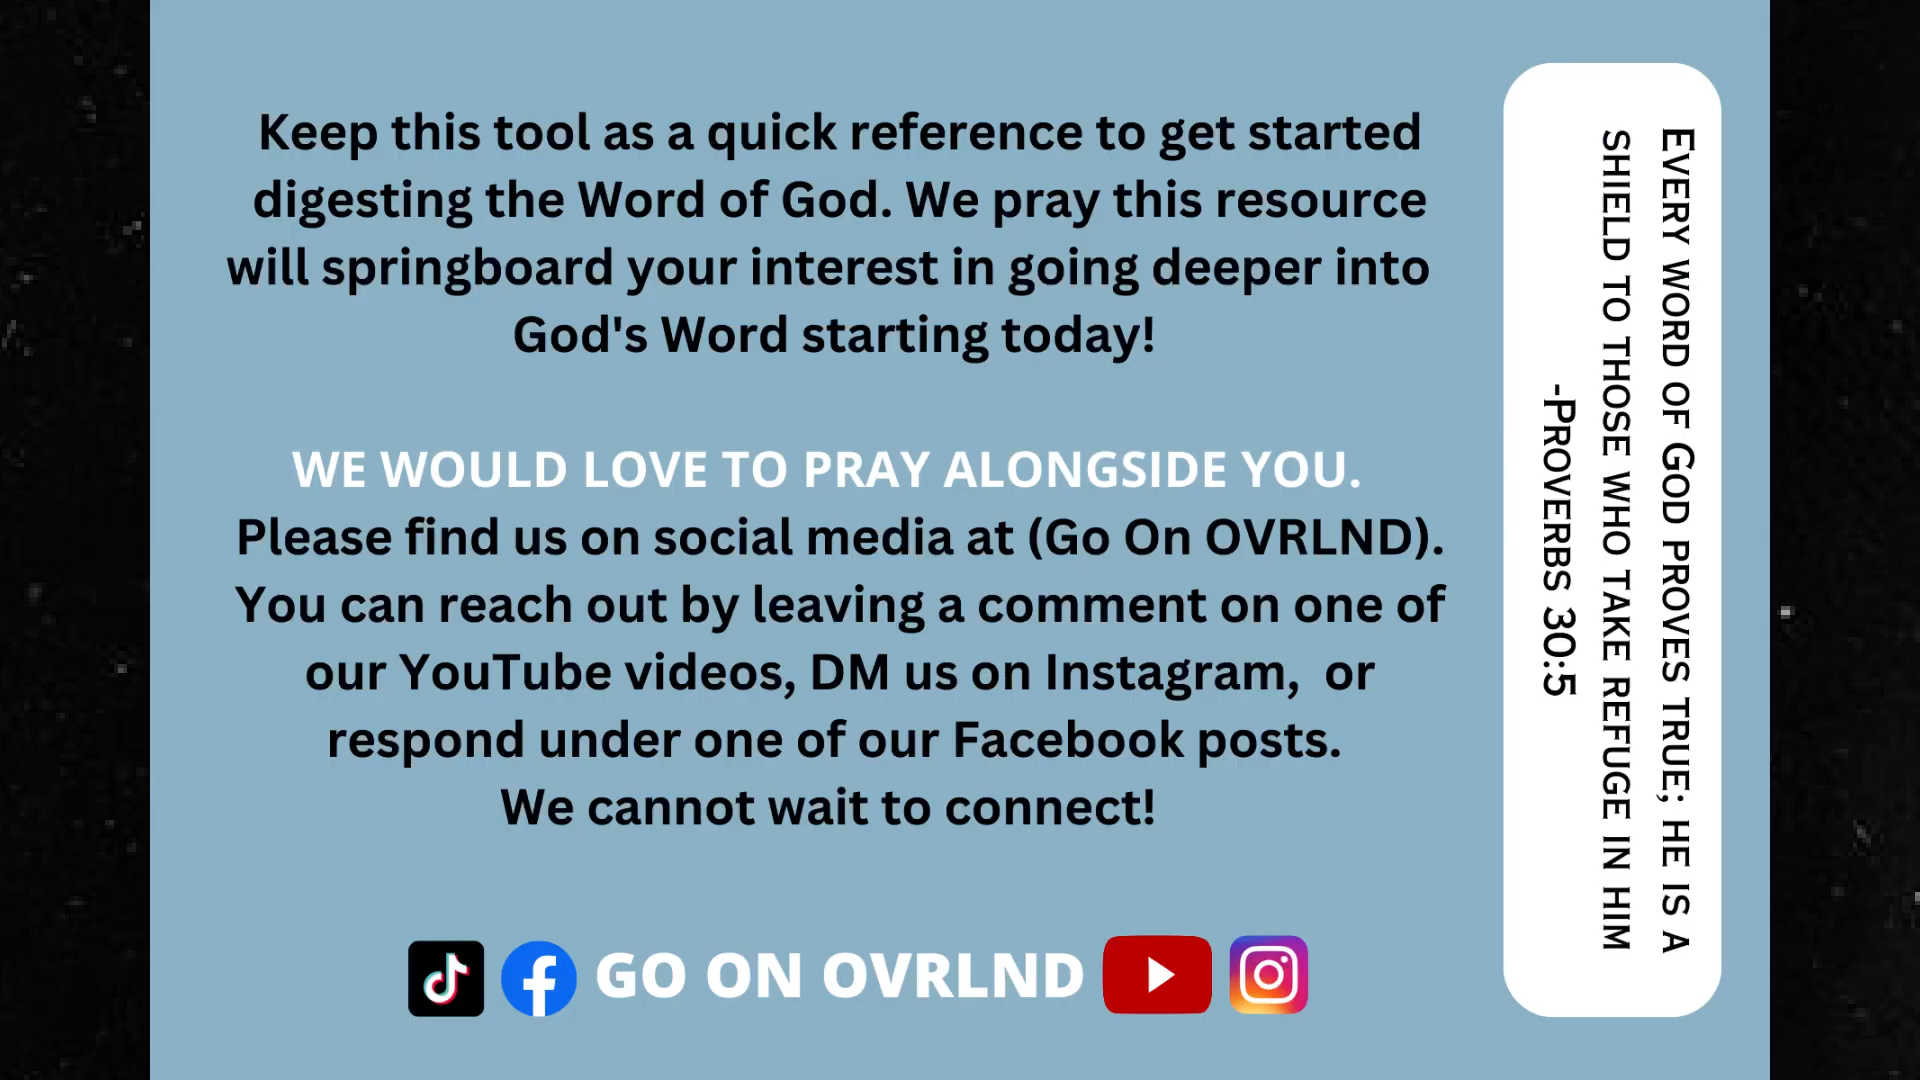 Keep this tool as a quick reference to get started
digesting the Word of God. We pray this resource
will springboard your interest in going deeper into
God's Word starting today!
WE WOULD LOVE TO PRAY ALONGSIDE YOU.
Please find us on social media at (Go On OVRLND).
You can reach out by leaving a comment on one of
our YouTube videos, DM us on Instagram,  or
respond under one of our Facebook posts.
We cannot wait to connect!
GO ON OVRLND
Every word of God proves true; he is a
shield to those who take refuge in him
-Proverbs 30:5